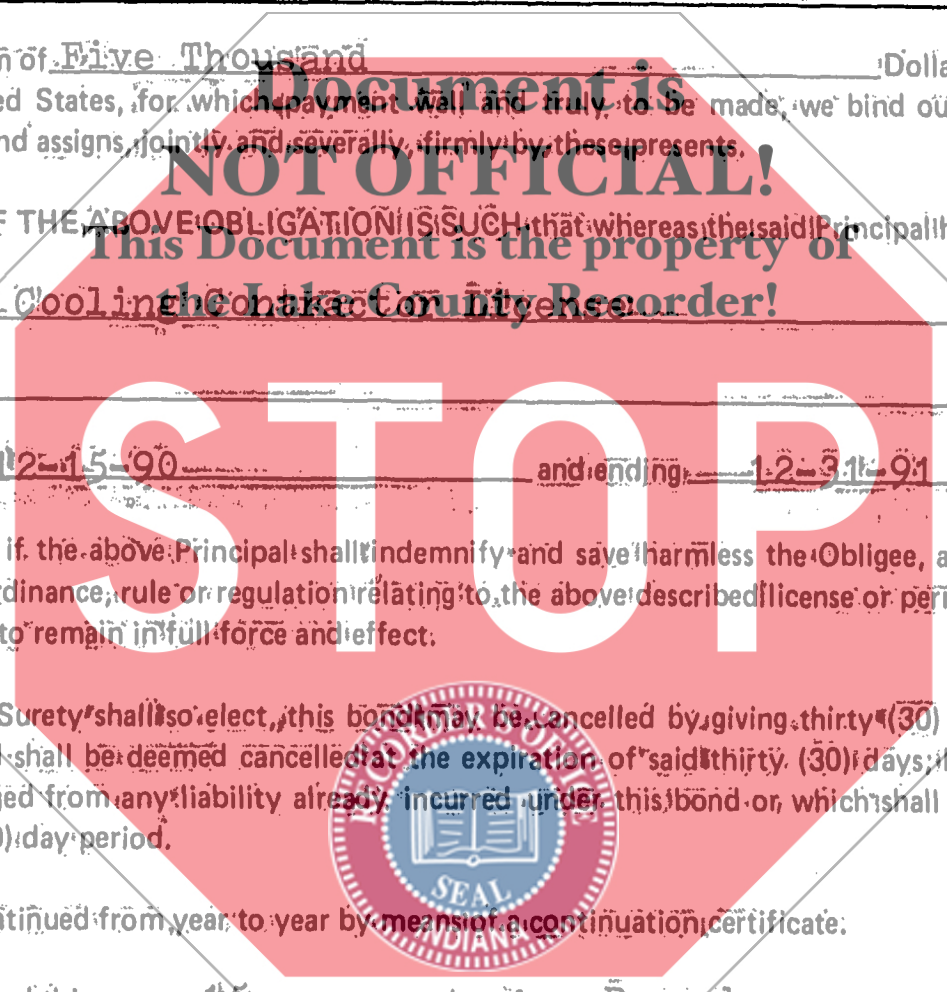 of Five Thousand Dolla
ed States, for which payment well and truly to be made, we bind ou
nd assigns, jointly and severally, firmly by these presents.
Document is
NOT OFFICIAL!
This Document is the property of
the Lake County Recorder!
F THE ABOVE OBLIGATION IS SUCH that whereas the said Principal h
Cooling Contractor License
STOP
12-15-90 and ending 12-31-91
if the above Principal shall indemnify and save harmless the Obligee, a
rdinance, rule or regulation relating to the above described license or per
to remain in full force and effect.
Surety shall so elect, this bond may be cancelled by giving thirty (30)
shall be deemed cancelled at the expiration of said thirty (30) days; i
ged from any liability already incurred under this bond or which shall
) day period.
RECORDER'S OFFICE
SEAL
INDIANA
ntinued from year to year by means of a continuation certificate.